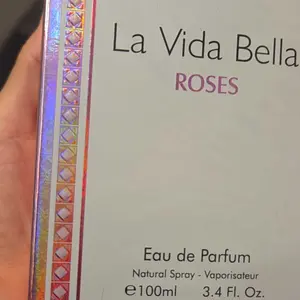 La Vida Bella
ROSES
Eau de Parfum
Natural Spray - Vaporisateur
℮100ml 3.4 Fl. Oz.